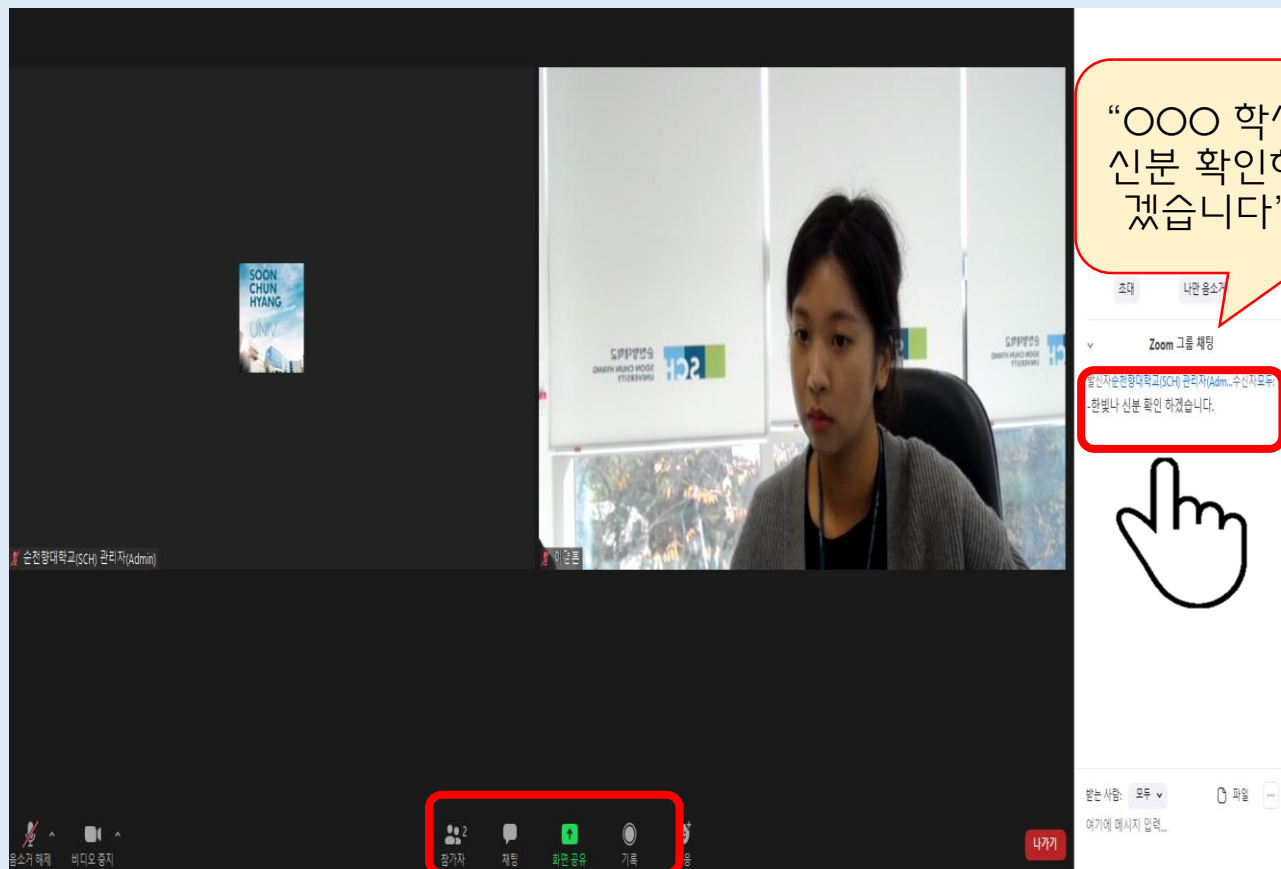 SOON
CHUN
HYANG
UNIV
순천향대학교(SCH) 관리자(Admin)
순천향대학교
SOON CHUN HYANG
UNIVERSITY
SCH
“○○○ 학
신분 확인
겠습니다”
초대
나만 음소거
Zoom 그룹 채팅
발신자순천향대학교(SCH) 관리자(Adm...수신자모두:
-한빛나 신분 확인 하겠습니다.
받는 사람: 모두
파일
여기에 메시지 입력...
음소거 해제
비디오 중지
2
참가자
채팅
화면 공유
기록
나가기